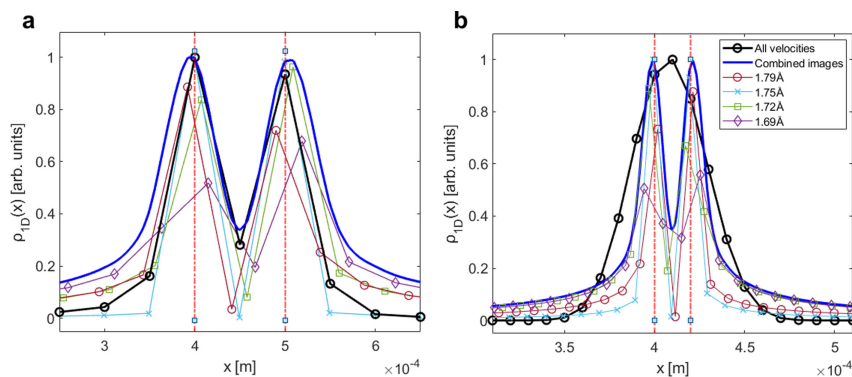 a
b
ρ1D(x) [arb. units]
1
0.8
0.6
0.4
0.2
0
3
4
5
6
x [m]
×10-4
ρ1D(x) [arb. units]
1
0.8
0.6
0.4
0.2
0
3.5
4
4.5
5
x [m]
×10-4
All velocities
Combined images
1.79Å
1.75Å
1.72Å
1.69Å